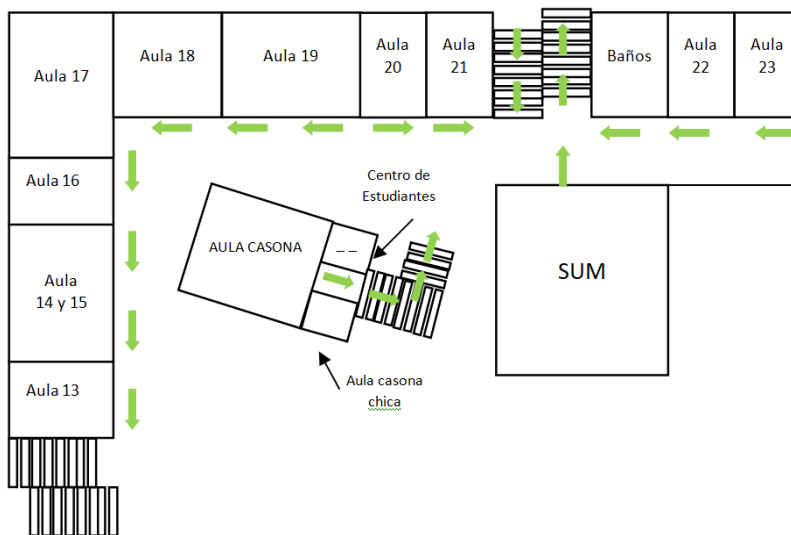 Aula 17
Aula 18
Aula 19
Aula
20
Aula
21
Baños
Aula
22
Aula
23
Aula 16
Centro de
Estudiantes
AULA CASONA
_ _
SUM
Aula
14 y 15
Aula 13
Aula casona
chica